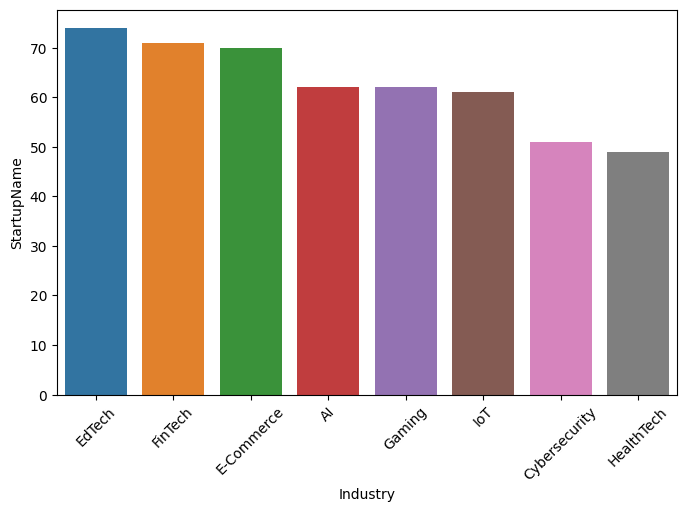 StartupName
70
60
50
40
30
20
10
0
EdTech
FinTech
E-Commerce
AI
Gaming
IoT
Cybersecurity
HealthTech
Industry